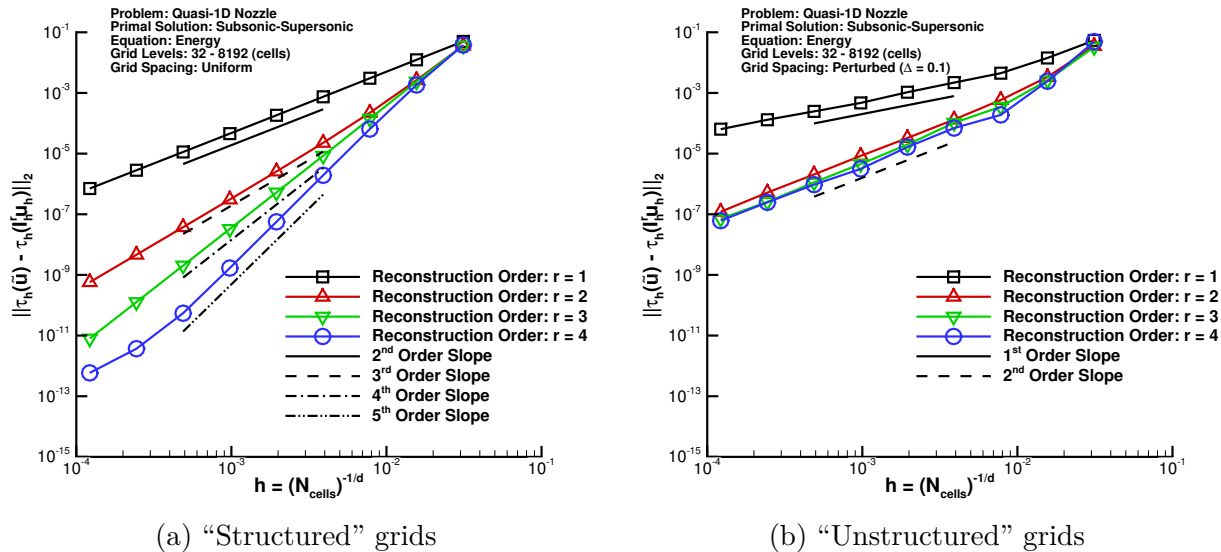 Problem: Quasi-1D Nozzle
Primal Solution: Subsonic-Supersonic
Equation: Energy
Grid Levels: 32 - 8192 (cells)
Grid Spacing: Uniform
||τₕ(ũ) - τₕ(Iʳₕuₕ)||₂
10⁻¹
10⁻³
10⁻⁵
10⁻⁷
10⁻⁹
10⁻¹¹
10⁻¹³
10⁻¹⁵
Reconstruction Order: r = 1
Reconstruction Order: r = 2
Reconstruction Order: r = 3
Reconstruction Order: r = 4
2ⁿᵈ Order Slope
3ʳᵈ Order Slope
4ᵗʰ Order Slope
5ᵗʰ Order Slope
10⁻⁴ 10⁻³ 10⁻² 10⁻¹
h = (N_cells)^-1/d
(a) “Structured” grids
Problem: Quasi-1D Nozzle
Primal Solution: Subsonic-Supersonic
Equation: Energy
Grid Levels: 32 - 8192 (cells)
Grid Spacing: Perturbed (Δ = 0.1)
||τₕ(ũ) - τₕ(Iʳₕuₕ)||₂
10⁻¹
10⁻³
10⁻⁵
10⁻⁷
10⁻⁹
10⁻¹¹
10⁻¹³
10⁻¹⁵
Reconstruction Order: r = 1
Reconstruction Order: r = 2
Reconstruction Order: r = 3
Reconstruction Order: r = 4
1ˢᵗ Order Slope
2ⁿᵈ Order Slope
10⁻⁴ 10⁻³ 10⁻² 10⁻¹
h = (N_cells)^-1/d
(b) “Unstructured” grids